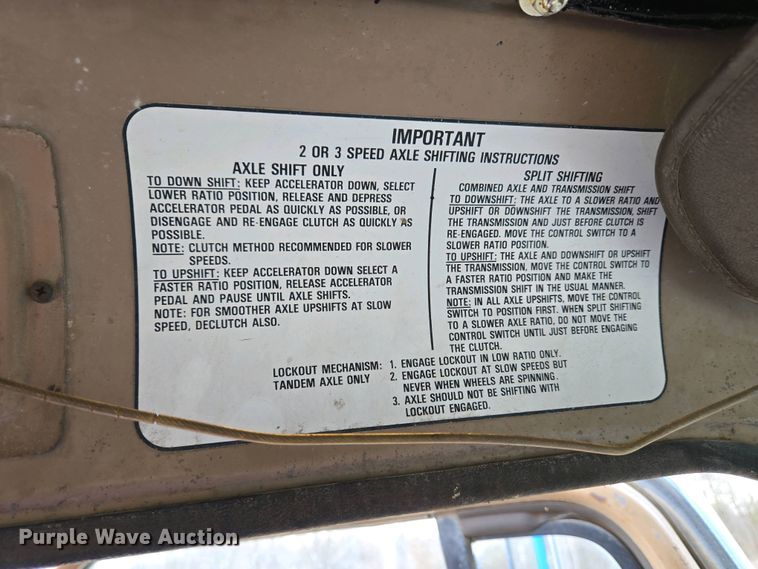 IMPORTANT
2 OR 3 SPEED AXLE SHIFTING INSTRUCTIONS
AXLE SHIFT ONLY
TO DOWN SHIFT: KEEP ACCELERATOR DOWN, SELECT
LOWER RATIO POSITION, RELEASE AND DEPRESS
ACCELERATOR PEDAL AS QUICKLY AS POSSIBLE, OR
DISENGAGE AND RE-ENGAGE CLUTCH AS QUICKLY AS
POSSIBLE.
NOTE: CLUTCH METHOD RECOMMENDED FOR SLOWER
SPEEDS.
TO UPSHIFT: KEEP ACCELERATOR DOWN SELECT A
FASTER RATIO POSITION, RELEASE ACCELERATOR
PEDAL AND PAUSE UNTIL AXLE SHIFTS.
NOTE: FOR SMOOTHER AXLE UPSHIFTS AT SLOW
SPEED, DECLUTCH ALSO.
SPLIT SHIFTING
COMBINED AXLE AND TRANSMISSION SHIFT
TO DOWNSHIFT: THE AXLE TO A SLOWER RATIO AND
UPSHIFT OR DOWNSHIFT THE TRANSMISSION, SHIFT
THE TRANSMISSION AND JUST BEFORE CLUTCH IS
RE-ENGAGED. MOVE THE CONTROL SWITCH TO A
SLOWER RATIO POSITION.
TO UPSHIFT: THE AXLE AND DOWNSHIFT OR UPSHIFT
THE TRANSMISSION, MOVE THE CONTROL SWITCH TO
A FASTER RATIO POSITION AND MAKE THE
TRANSMISSION SHIFT IN THE USUAL MANNER.
NOTE: IN ALL AXLE UPSHIFTS, MOVE THE CONTROL
SWITCH TO POSITION FIRST. WHEN SPLIT SHIFTING
TO A SLOWER AXLE RATIO, DO NOT MOVE THE
CONTROL SWITCH UNTIL JUST BEFORE ENGAGING
THE CLUTCH.
LOCKOUT MECHANISM: 1. ENGAGE LOCKOUT IN LOW RATIO ONLY.
TANDEM AXLE ONLY 2. ENGAGE LOCKOUT AT SLOW SPEEDS BUT
NEVER WHEN WHEELS ARE SPINNING.
3. AXLE SHOULD NOT BE SHIFTING WITH
LOCKOUT ENGAGED.
Purple Wave Auction